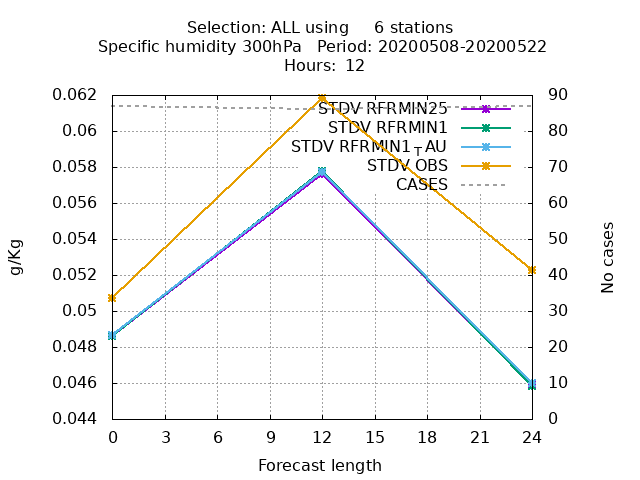 Selection: ALL using     6 stations
Specific humidity 300hPa   Period: 20200508-20200522
Hours: 12
0.062
0.06
0.058
0.056
0.054
0.052
0.05
0.048
0.046
0.044
g/Kg
STDV RFRMIN25
STDV RFRMIN1
STDV RFRMIN1_TAU
STDV OBS
CASES
90
80
70
60
50
40
30
20
10
0
No cases
0 3 6 9 12 15 18 21 24
Forecast length